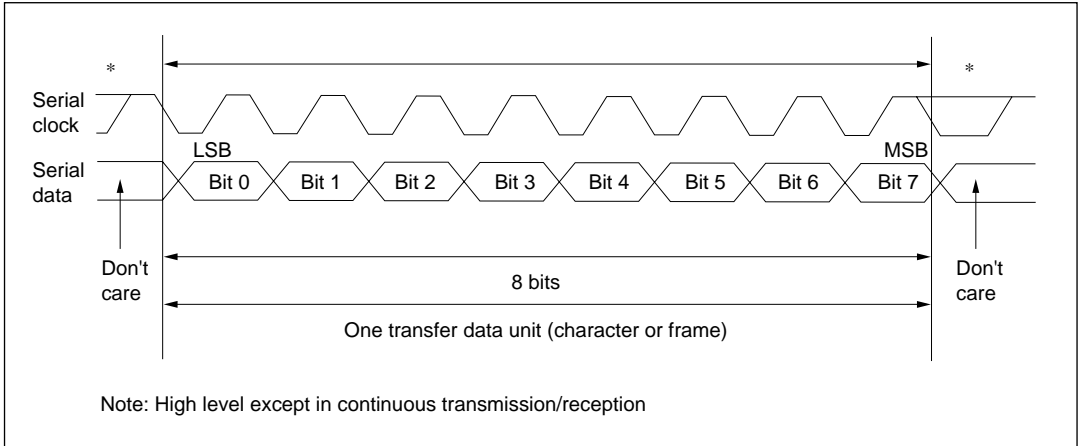 * *
Serial
clock
LSB MSB
Serial
data
Bit 0 Bit 1 Bit 2 Bit 3 Bit 4 Bit 5 Bit 6 Bit 7
Don't
care
8 bits
Don't
care
One transfer data unit (character or frame)
Note: High level except in continuous transmission/reception